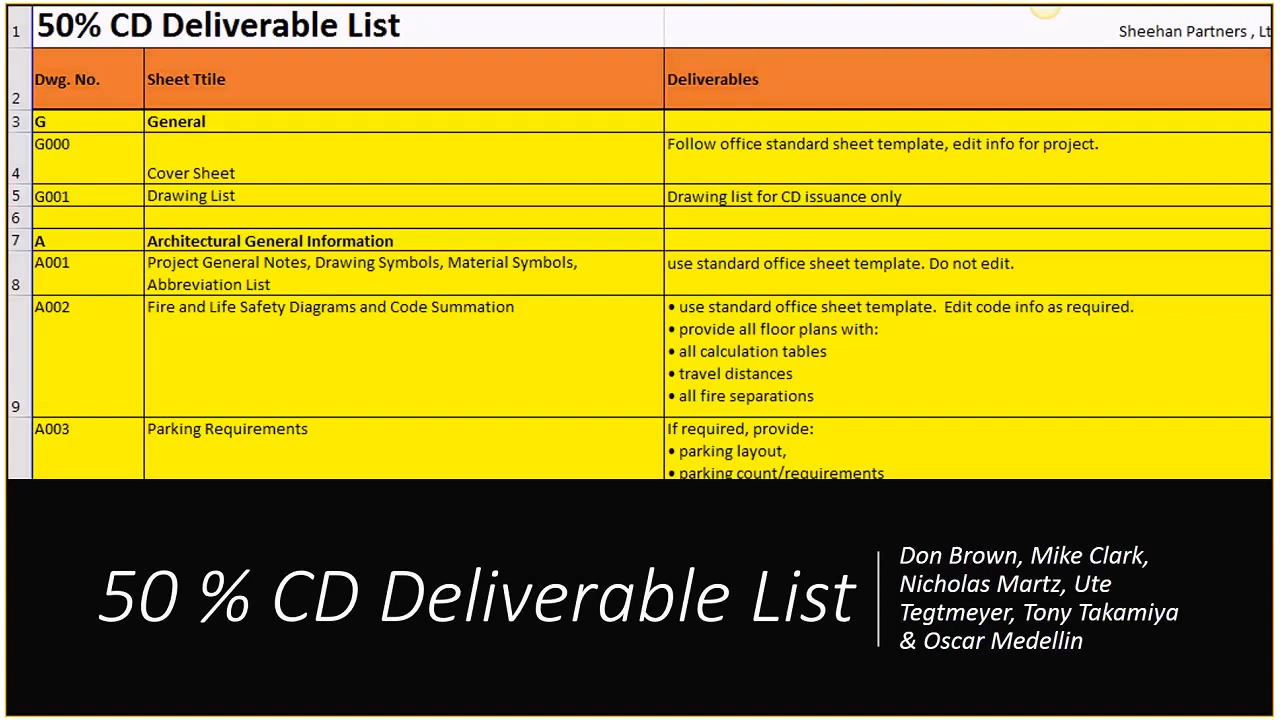 1 50% CD Deliverable List Sheehan Partners , Lt
2 Dwg. No. Sheet Ttile Deliverables
3 G General
G000 Follow office standard sheet template, edit info for project.
4 Cover Sheet
5 G001 Drawing List Drawing list for CD issuance only
6
7 A Architectural General Information
A001 Project General Notes, Drawing Symbols, Material Symbols, use standard office sheet template. Do not edit.
8 Abbreviation List
A002 Fire and Life Safety Diagrams and Code Summation • use standard office sheet template. Edit code info as required.
• provide all floor plans with:
• all calculation tables
• travel distances
• all fire separations
9
A003 Parking Requirements If required, provide:
• parking layout,
• parking count/requirements
50 % CD Deliverable List
Don Brown, Mike Clark,
Nicholas Martz, Ute
Tegtmeyer, Tony Takamiya
& Oscar Medellin